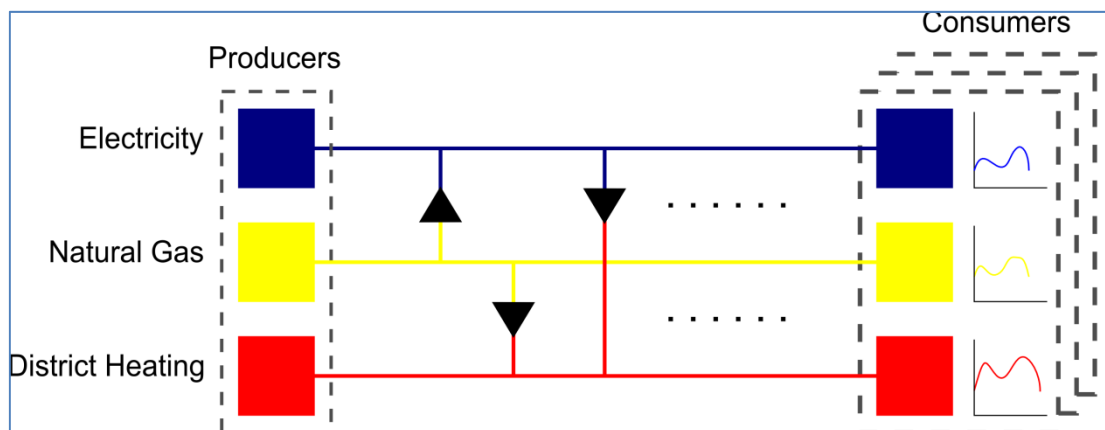 Consumers
Producers
Electricity
Natural Gas
District Heating